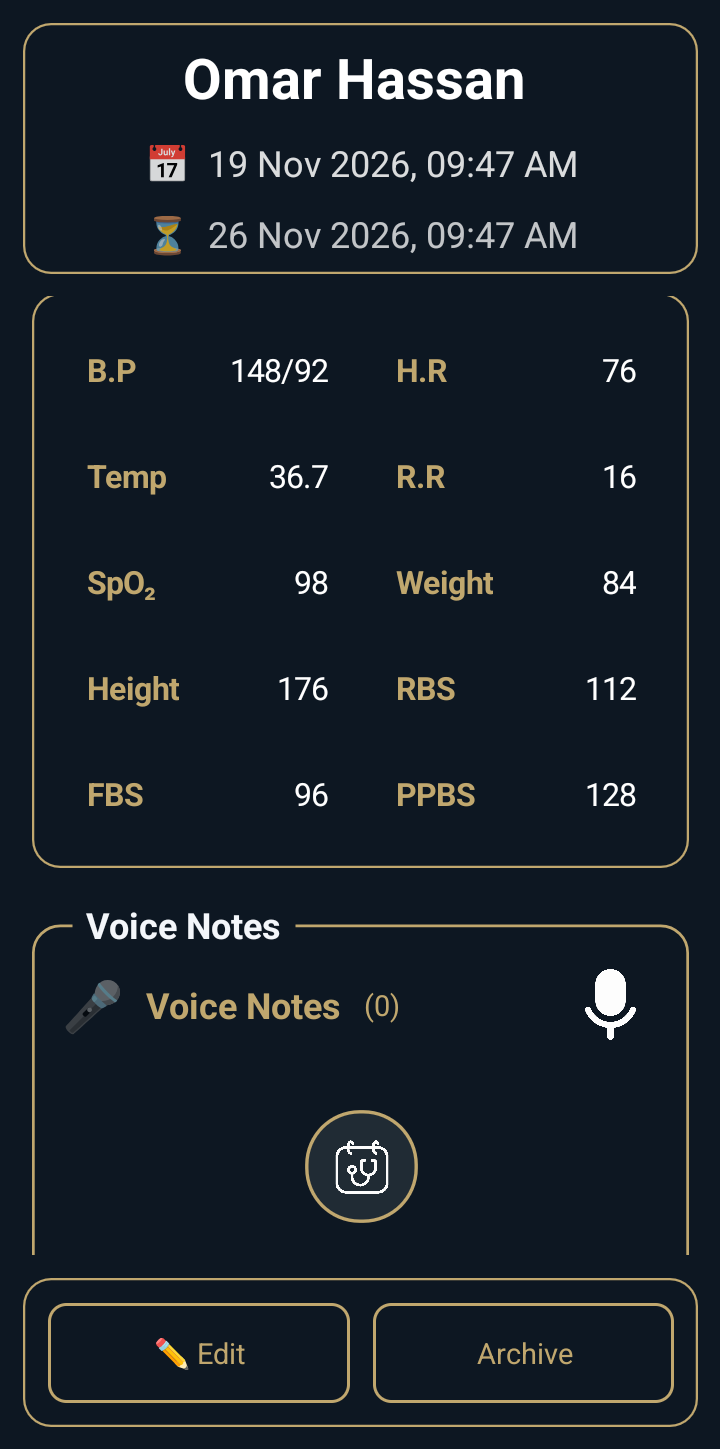 Omar Hassan
July
17
19 Nov 2026, 09:47 AM
26 Nov 2026, 09:47 AM
B.P 148/92 H.R 76
Temp 36.7 R.R 16
SpO₂ 98 Weight 84
Height 176 RBS 112
FBS 96 PPBS 128
Voice Notes
Voice Notes (0)
Edit Archive